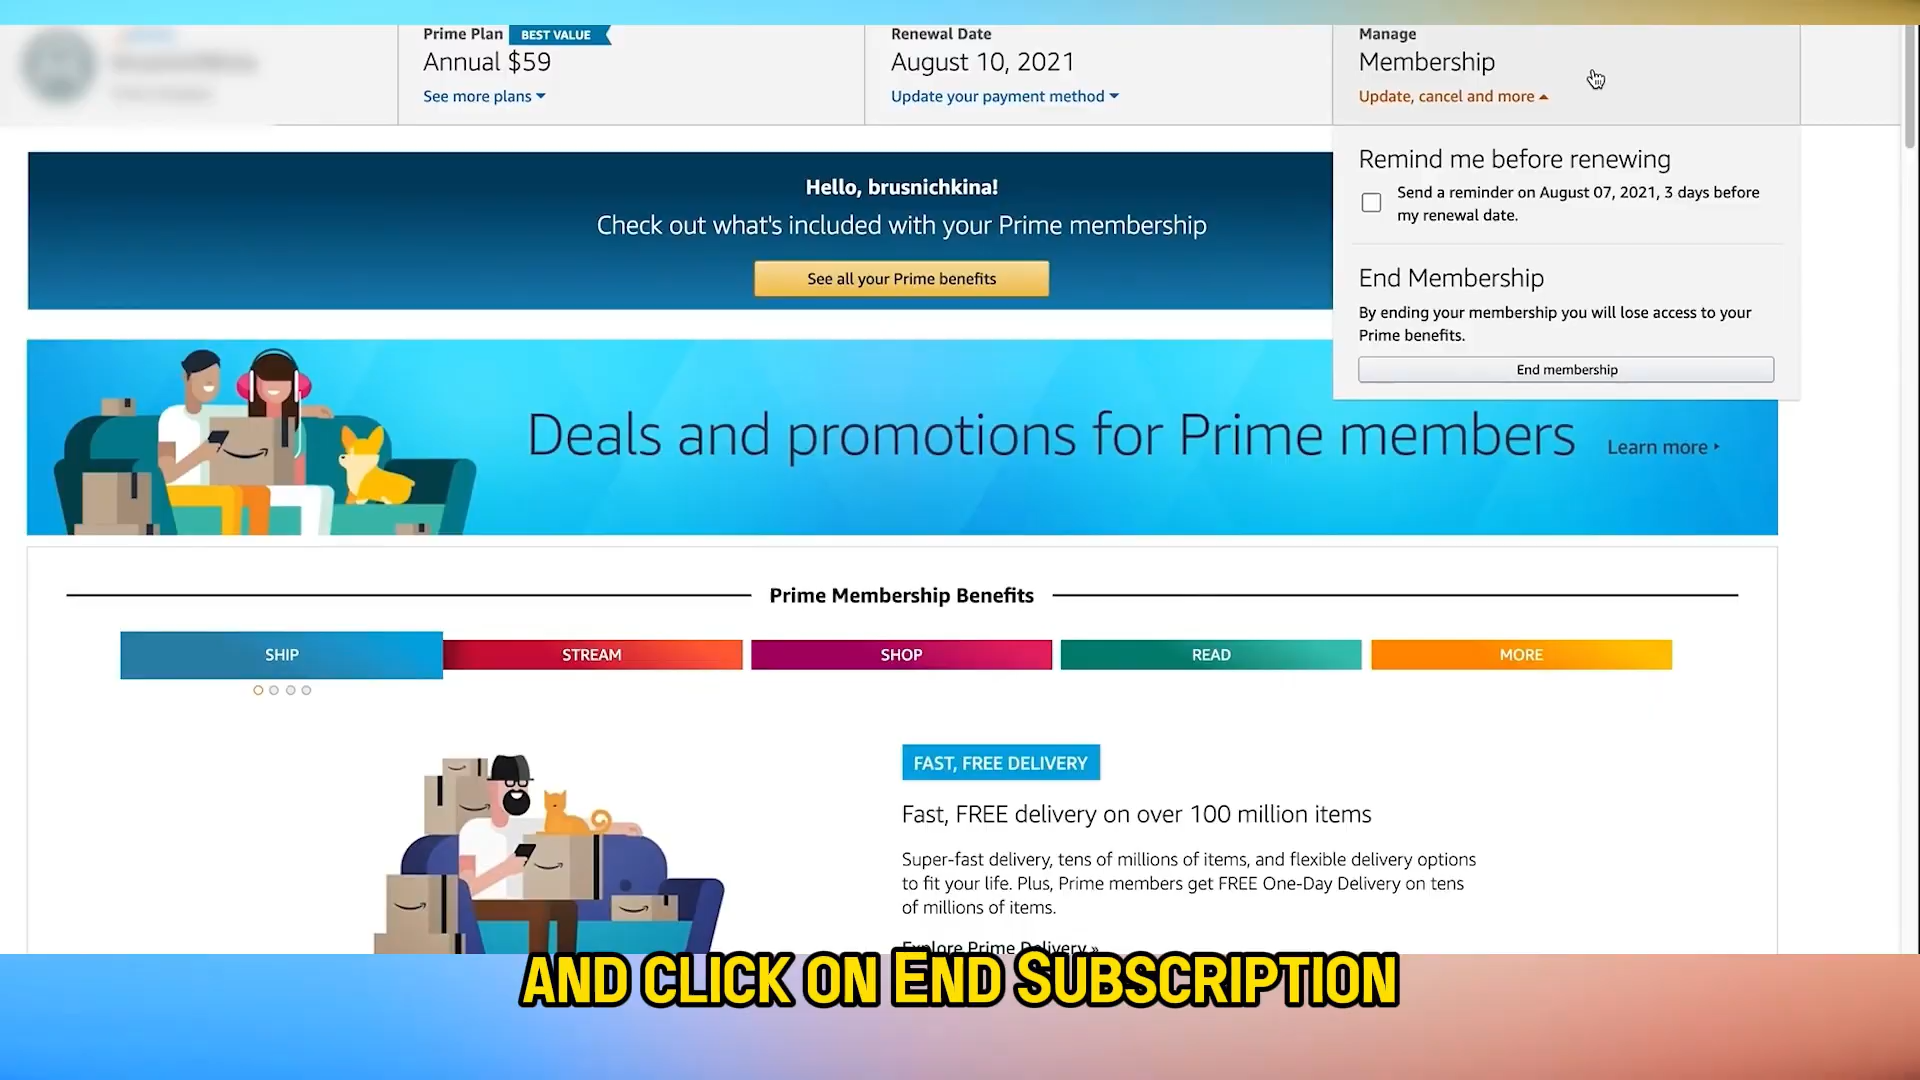 Prime Plan BEST VALUE
Annual $59
See more plans
Renewal Date
August 10, 2021
Update your payment method
Manage
Membership
Update, cancel and more
Remind me before renewing
Send a reminder on August 07, 2021, 3 days before
my renewal date.
End Membership
By ending your membership you will lose access to your
Prime benefits.
End membership
Hello, brusnichkina!
Check out what's included with your Prime membership
See all your Prime benefits
Deals and promotions for Prime members
Learn more
Prime Membership Benefits
SHIP
STREAM
SHOP
READ
MORE
FAST, FREE DELIVERY
Fast, FREE delivery on over 100 million items
Super-fast delivery, tens of millions of items, and flexible delivery options
to fit your life. Plus, Prime members get FREE One-Day Delivery on tens
of millions of items.
Explore Prime Delivery »
AND CLICK ON END SUBSCRIPTION